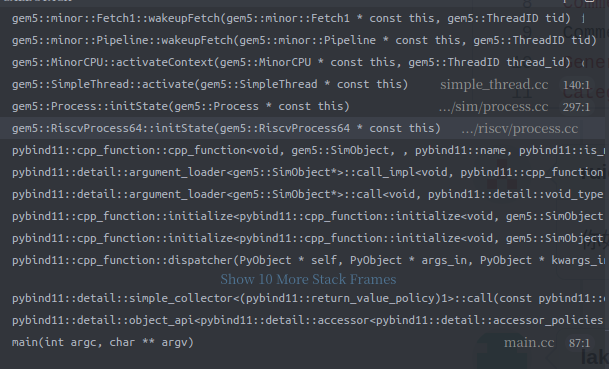 gem5::minor::Fetch1::wakeupFetch(gem5::minor::Fetch1 * const this, gem5::ThreadID tid)
gem5::minor::Pipeline::wakeupFetch(gem5::minor::Pipeline * const this, gem5::ThreadID tid)
gem5::MinorCPU::activateContext(gem5::MinorCPU * const this, gem5::ThreadID thread_id)
gem5::SimpleThread::activate(gem5::SimpleThread * const this) simple_thread.cc 140:1
gem5::Process::initState(gem5::Process * const this) .../sim/process.cc 297:1
gem5::RiscvProcess64::initState(gem5::RiscvProcess64 * const this) .../riscv/process.cc
pybind11::cpp_function::cpp_function<void, gem5::SimObject, , pybind11::name, pybind11::is_m
pybind11::detail::argument_loader<gem5::SimObject*>::call_impl<void, pybind11::cpp_function
pybind11::detail::argument_loader<gem5::SimObject*>::call<void, pybind11::detail::void_type
pybind11::cpp_function::initialize<pybind11::cpp_function::initialize<void, gem5::SimObject
pybind11::cpp_function::initialize<pybind11::cpp_function::initialize<void, gem5::SimObject
pybind11::cpp_function::dispatcher(PyObject * self, PyObject * args_in, PyObject * kwargs_in
Show 10 More Stack Frames
pybind11::detail::simple_collector<(pybind11::return_value_policy)1>::call(const pybind11::
pybind11::detail::object_api<pybind11::detail::accessor<pybind11::detail::accessor_policies
main(int argc, char ** argv) main.cc 87:1